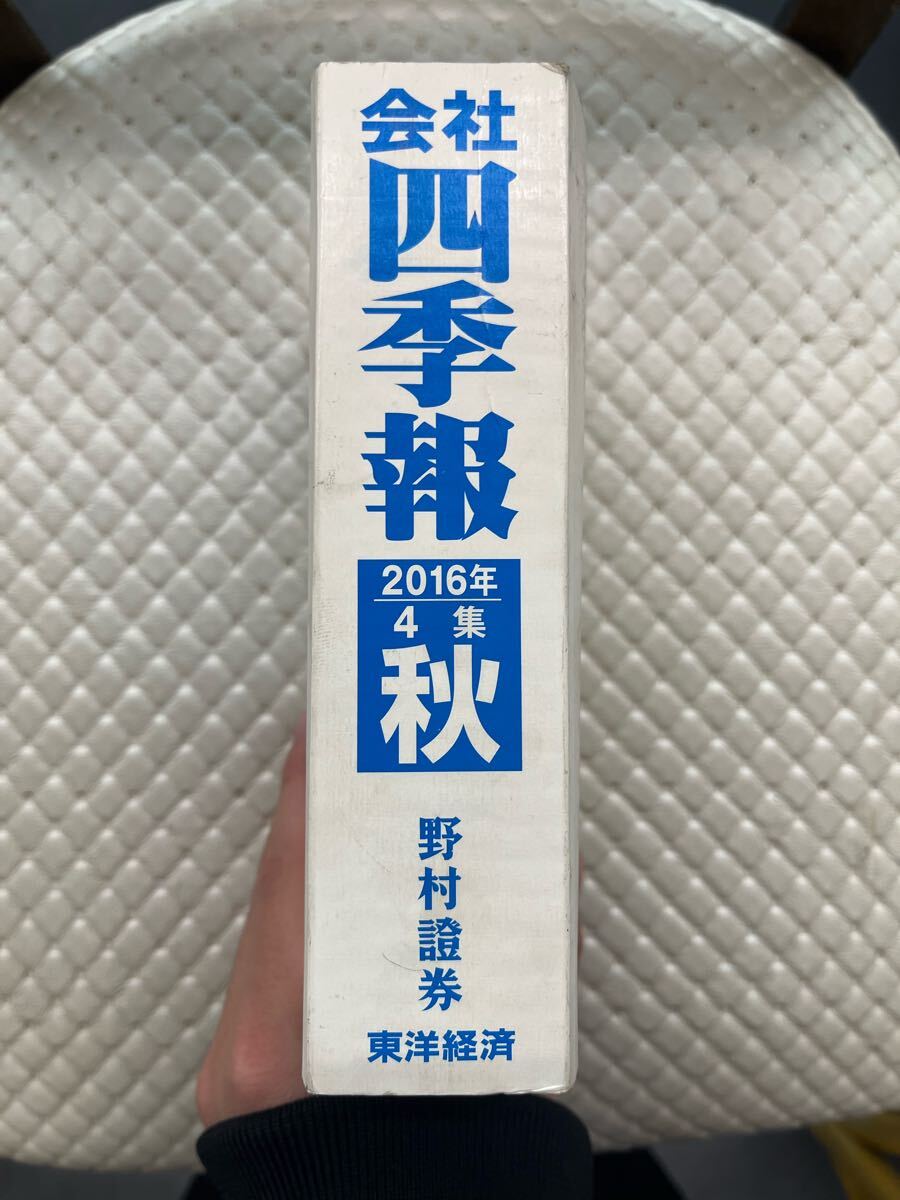 会社
四季報
2016年
4 集
秋
野村證券
東洋経済